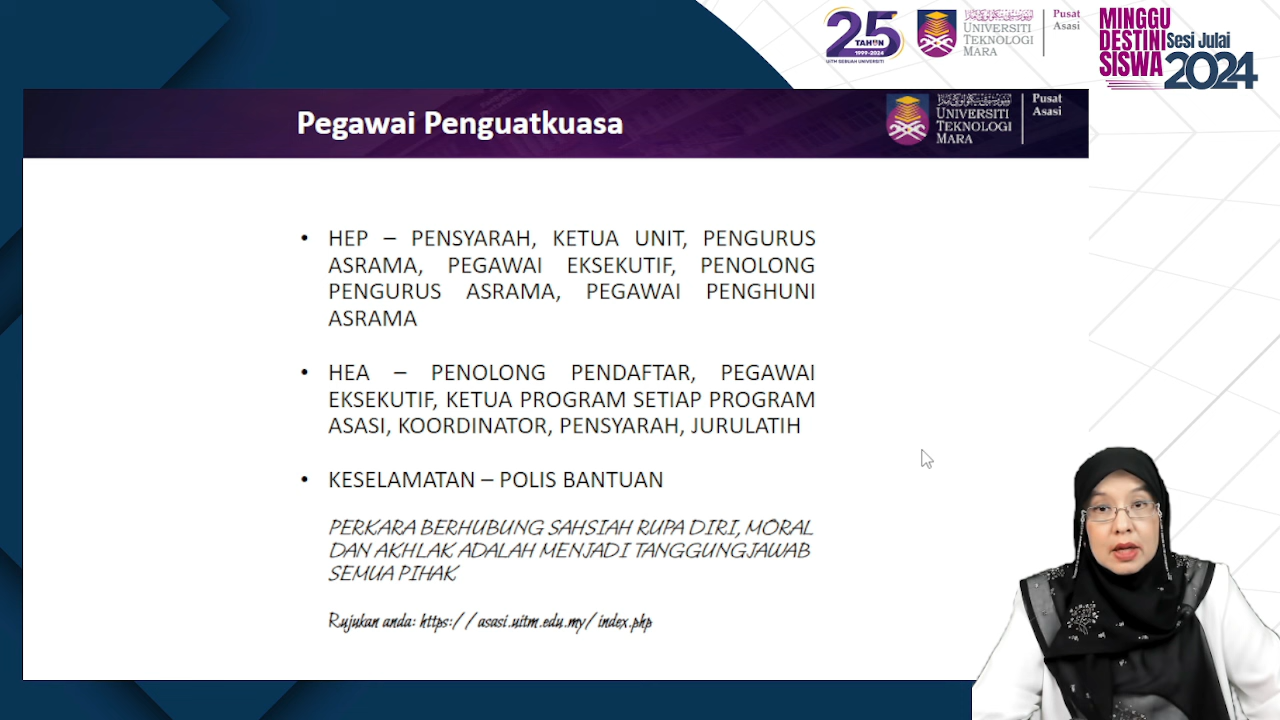 25
TAHUN
1999-2024
UiTM SEBUAH UNIVERSITI
UNIVERSITI
TEKNOLOGI
MARA
Pusat
Asasi
MINGGU
DESTINI
SISWA
Sesi Julai
2024
Pegawai Penguatkuasa
UNIVERSITI
TEKNOLOGI
MARA
Pusat
Asasi
• HEP – PENSYARAH, KETUA UNIT, PENGURUS
ASRAMA, PEGAWAI EKSEKUTIF, PENOLONG
PENGURUS ASRAMA, PEGAWAI PENGHUNI
ASRAMA
• HEA – PENOLONG PENDAFTAR, PEGAWAI
EKSEKUTIF, KETUA PROGRAM SETIAP PROGRAM
ASASI, KOORDINATOR, PENSYARAH, JURULATIH
• KESELAMATAN – POLIS BANTUAN
PERKARA BERHUBUNG SAHSIAH RUPA DIRI, MORAL
DAN AKHLAK ADALAH MENJADI TANGGUNGJAWAB
SEMUA PIHAK
Rujukan anda: https://asasi.uitm.edu.my/index.php